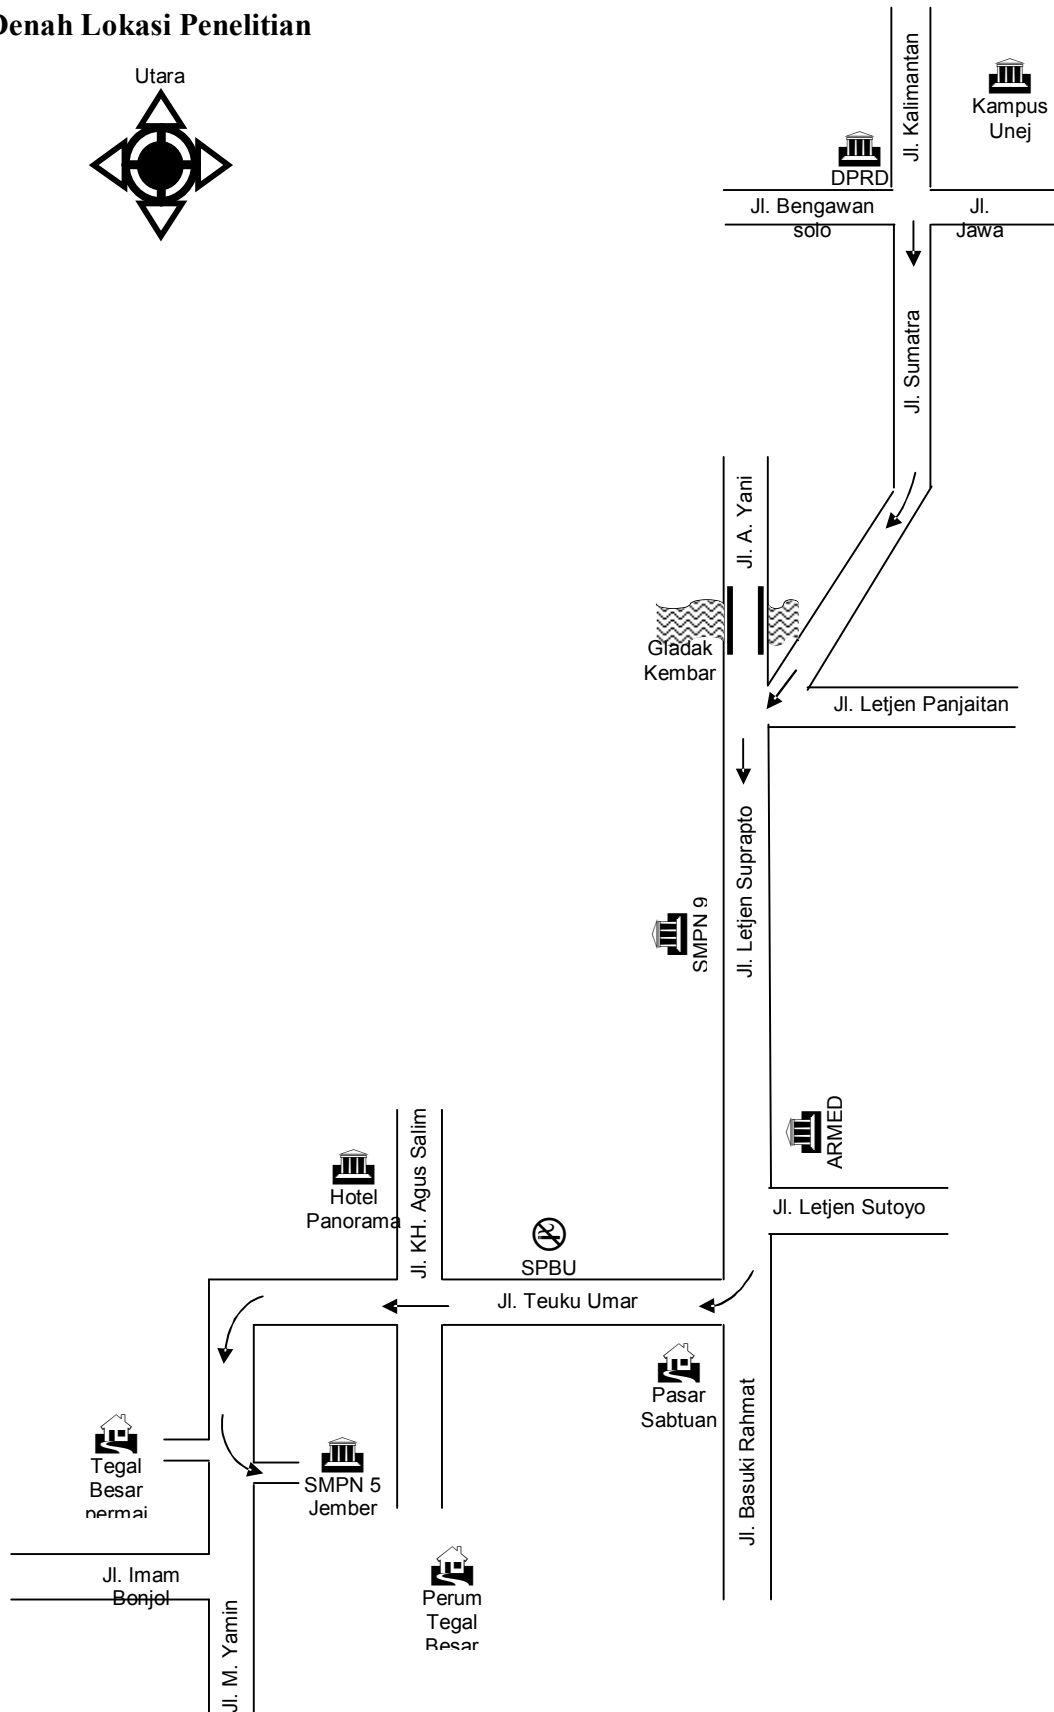 Denah Lokasi Penelitian
Utara
Jl. Kalimantan
Kampus
Unej
DPRD
Jl. Bengawan
solo
Jl.
Jawa
Jl. Sumatra
Jl. A. Yani
Gladak
Kembar
Jl. Letjen Panjaitan
Jl. Letjen Suprapto
SMPN 9
ARMED
Jl. KH. Agus Salim
Hotel
Panorama
Jl. Letjen Sutoyo
SPBU
Jl. Teuku Umar
Pasar
Sabtuan
Jl. Basuki Rahmat
Tegal
Besar
permai
SMPN 5
Jember
Jl. Imam
Bonjol
Perum
Tegal
Besar
Jl. M. Yamin